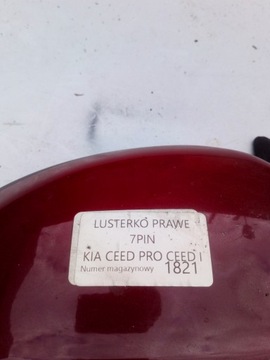 LUSTERKO PRAWE
7PIN
KIA CEED PRO CEED I
Numer magazynowy 1821